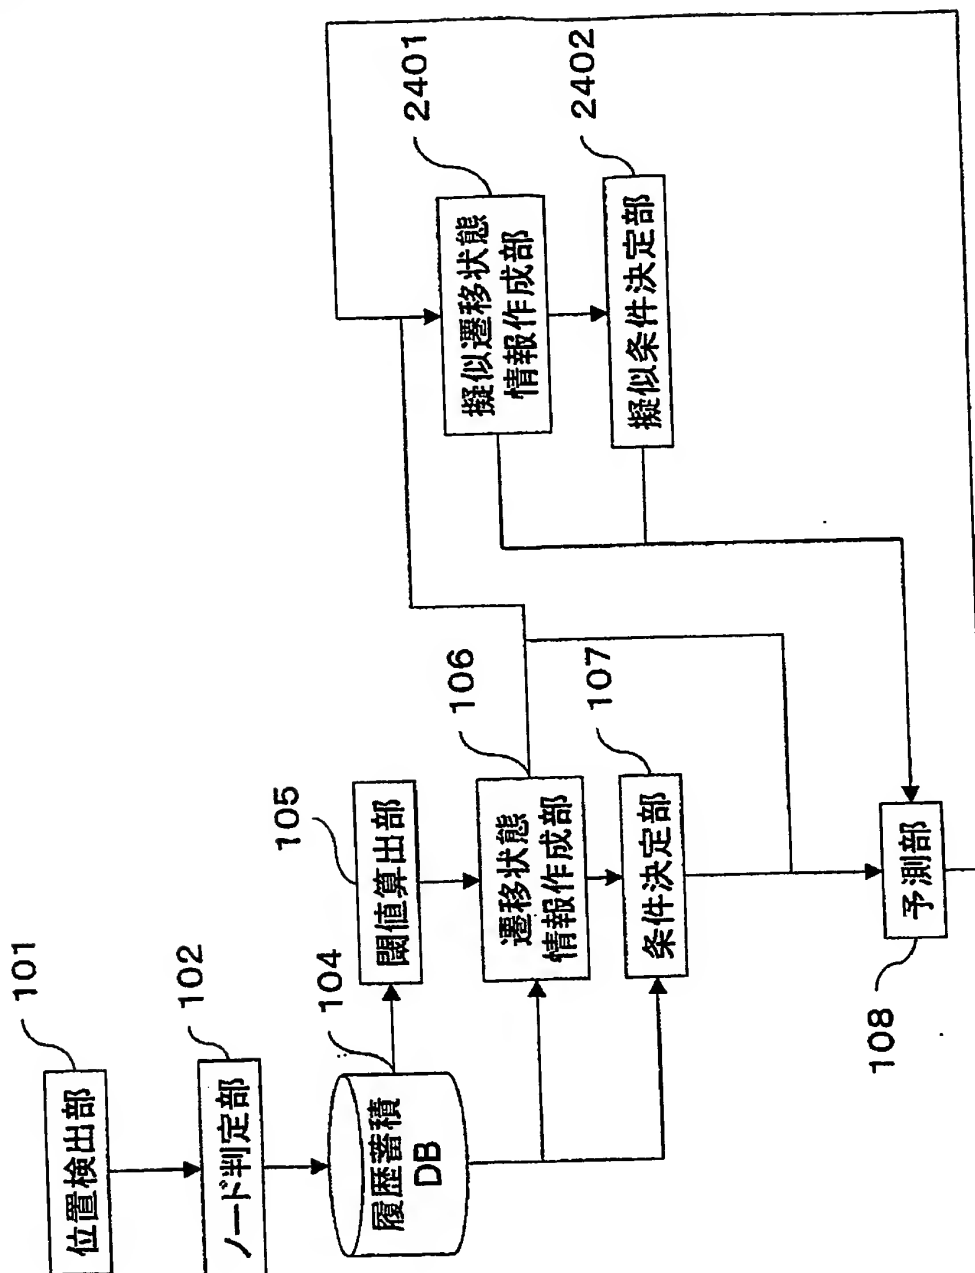 101
位置検出部
102
ノード判定部
104
履歴蓄積
DB
105
閾値算出部
106
遷移状態
情報作成部
107
条件決定部
108
予測部
2401
擬似遷移状態
情報作成部
2402
擬似条件決定部